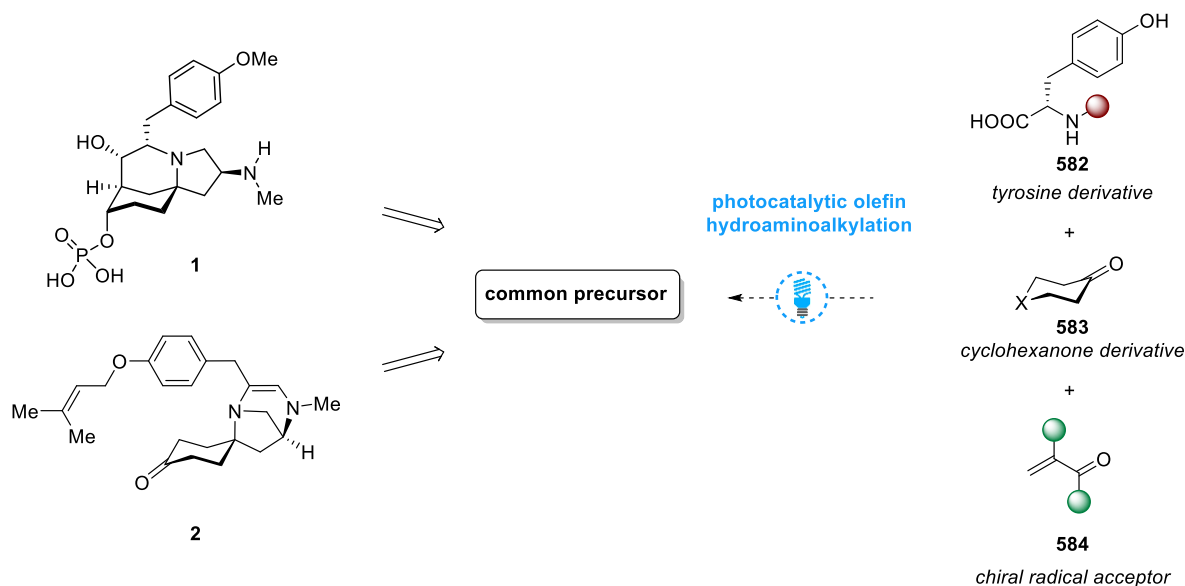 OMe
HO
N
H
N
H
Me
O
O
P
HO
OH
1
O
Me
Me
N
N
Me
H
O
2
common precursor
photocatalytic olefin
hydroaminoalkylation
OH
HOOC
N
H
582
tyrosine derivative
+
O
X
583
cyclohexanone derivative
+
O
584
chiral radical acceptor